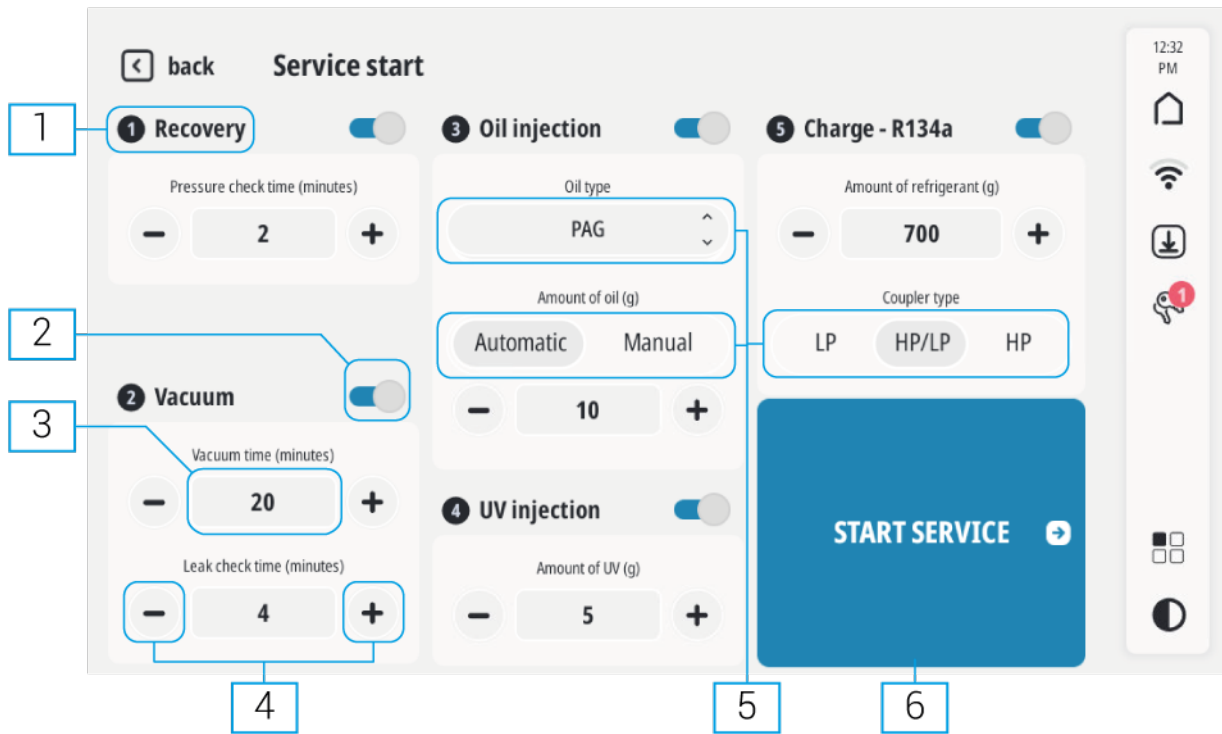 back Service start
12:32
PM
1
1 Recovery
Pressure check time (minutes)
2
2
2 Vacuum
3
Vacuum time (minutes)
20
Leak check time (minutes)
4
4
3 Oil injection
Oil type
PAG
Amount of oil (g)
Automatic Manual
10
4 UV injection
Amount of UV (g)
5
5
5 Charge - R134a
Amount of refrigerant (g)
700
Coupler type
LP HP/LP HP
START SERVICE
6
1